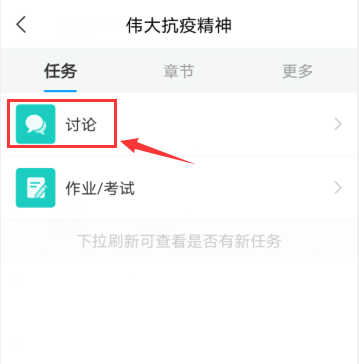 伟大抗疫精神
任务 章节 更多
讨论
作业/考试
下拉刷新可查看是否有新任务